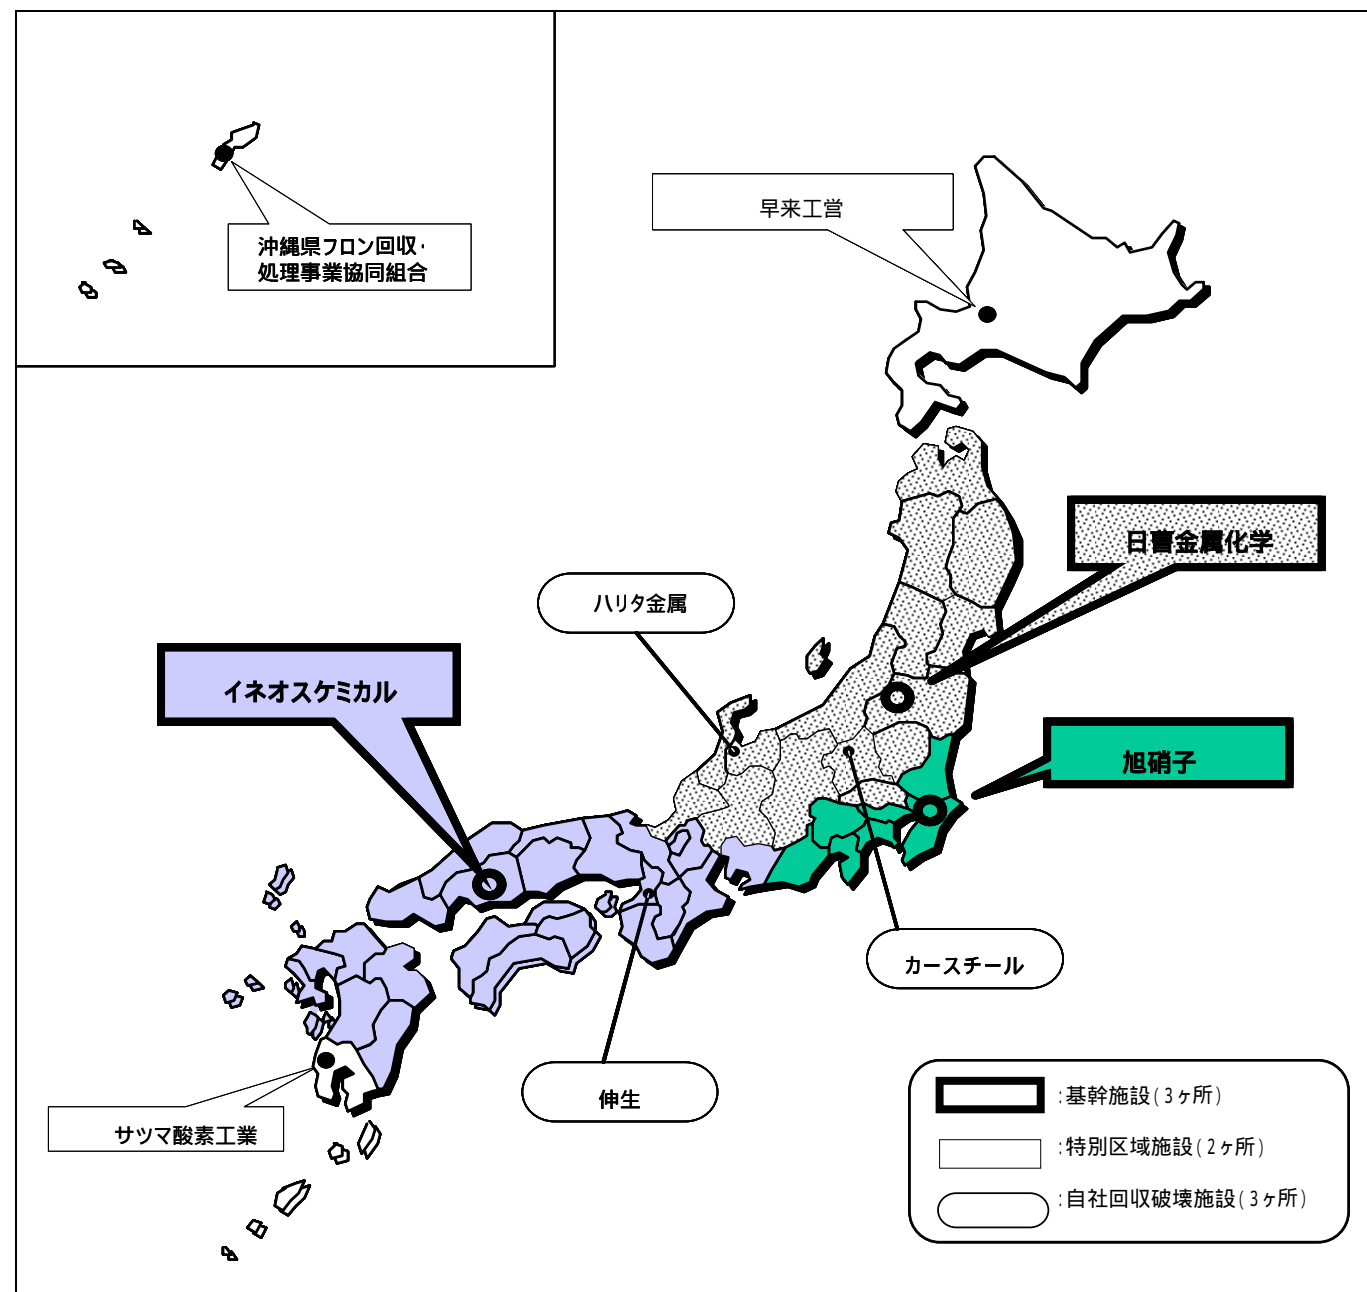 沖縄県フロン回収・
処理事業協同組合
早来工営
日曹金属化学
ハリタ金属
イネオスケミカル
旭硝子
カースチール
伸生
サツマ酸素工業
:基幹施設(3ヶ所)
:特別区域施設(2ヶ所)
:自社回収破壊施設(3ヶ所)